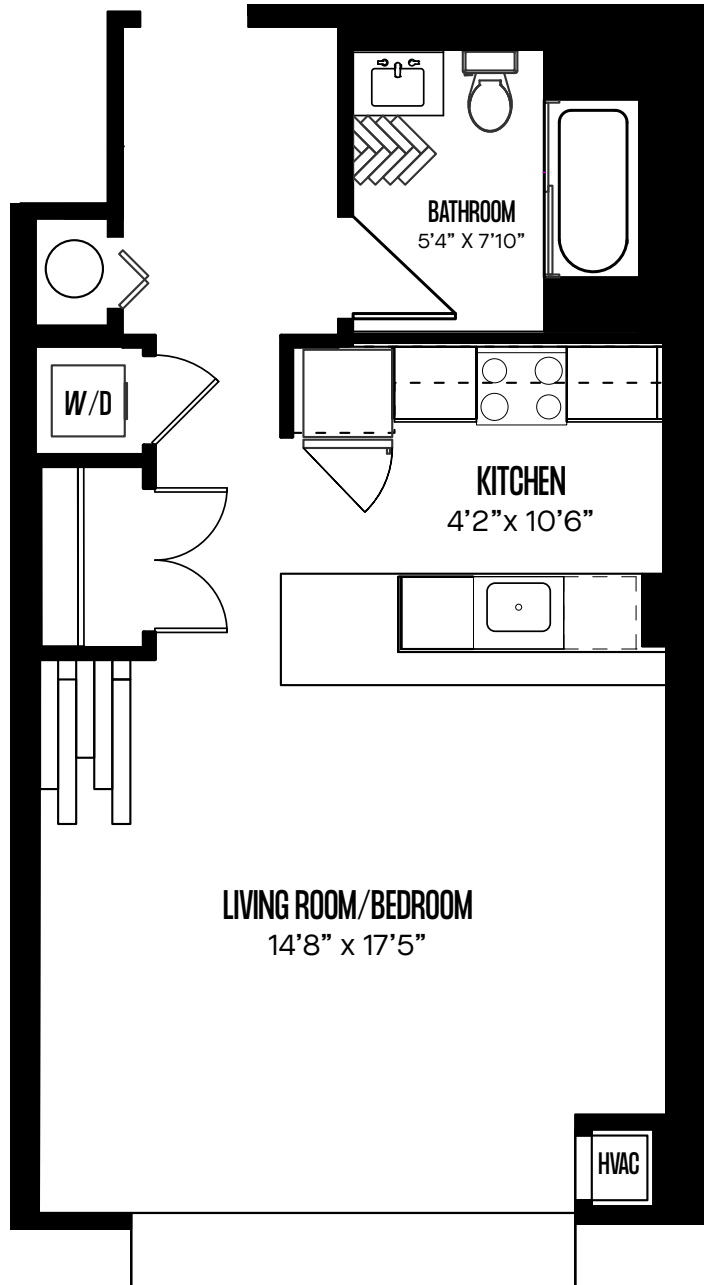 BATHROOM
5'4” X 7'10”
W/D
KITCHEN
4'2”x 10'6”
LIVING ROOM/BEDROOM
14'8” x 17'5”
HVAC